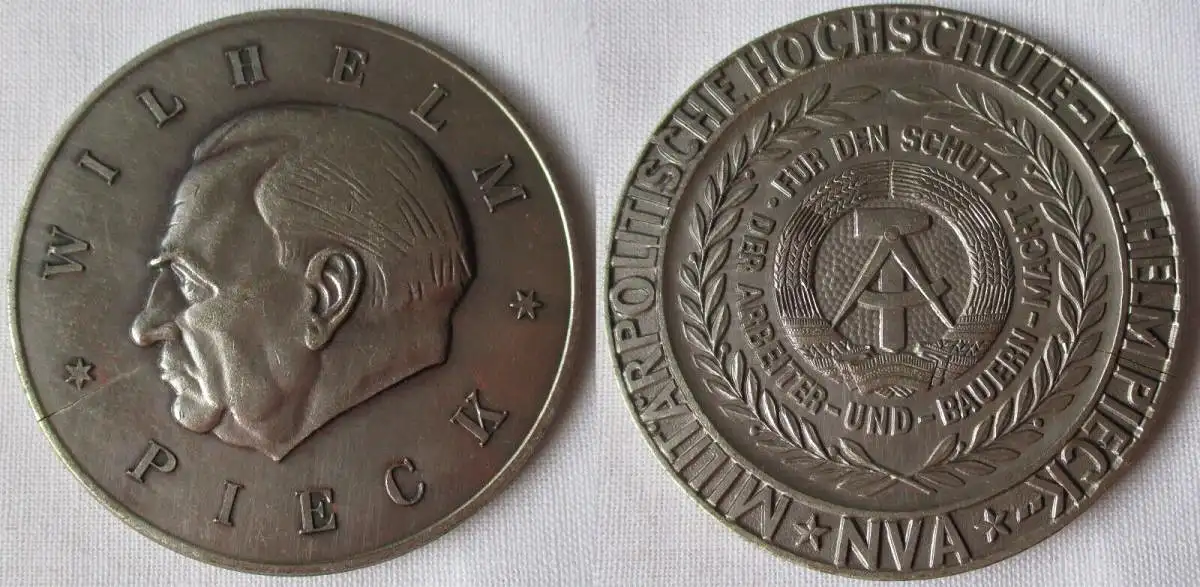 WILHELM
PIECK
MILITÄRPOLITISCHE HOCHSCHULE-WILHELM PIECK"
NVA
· FÜR DEN SCHUTZ ·
DER ARBEITER-UND-BAUERN-MACHT